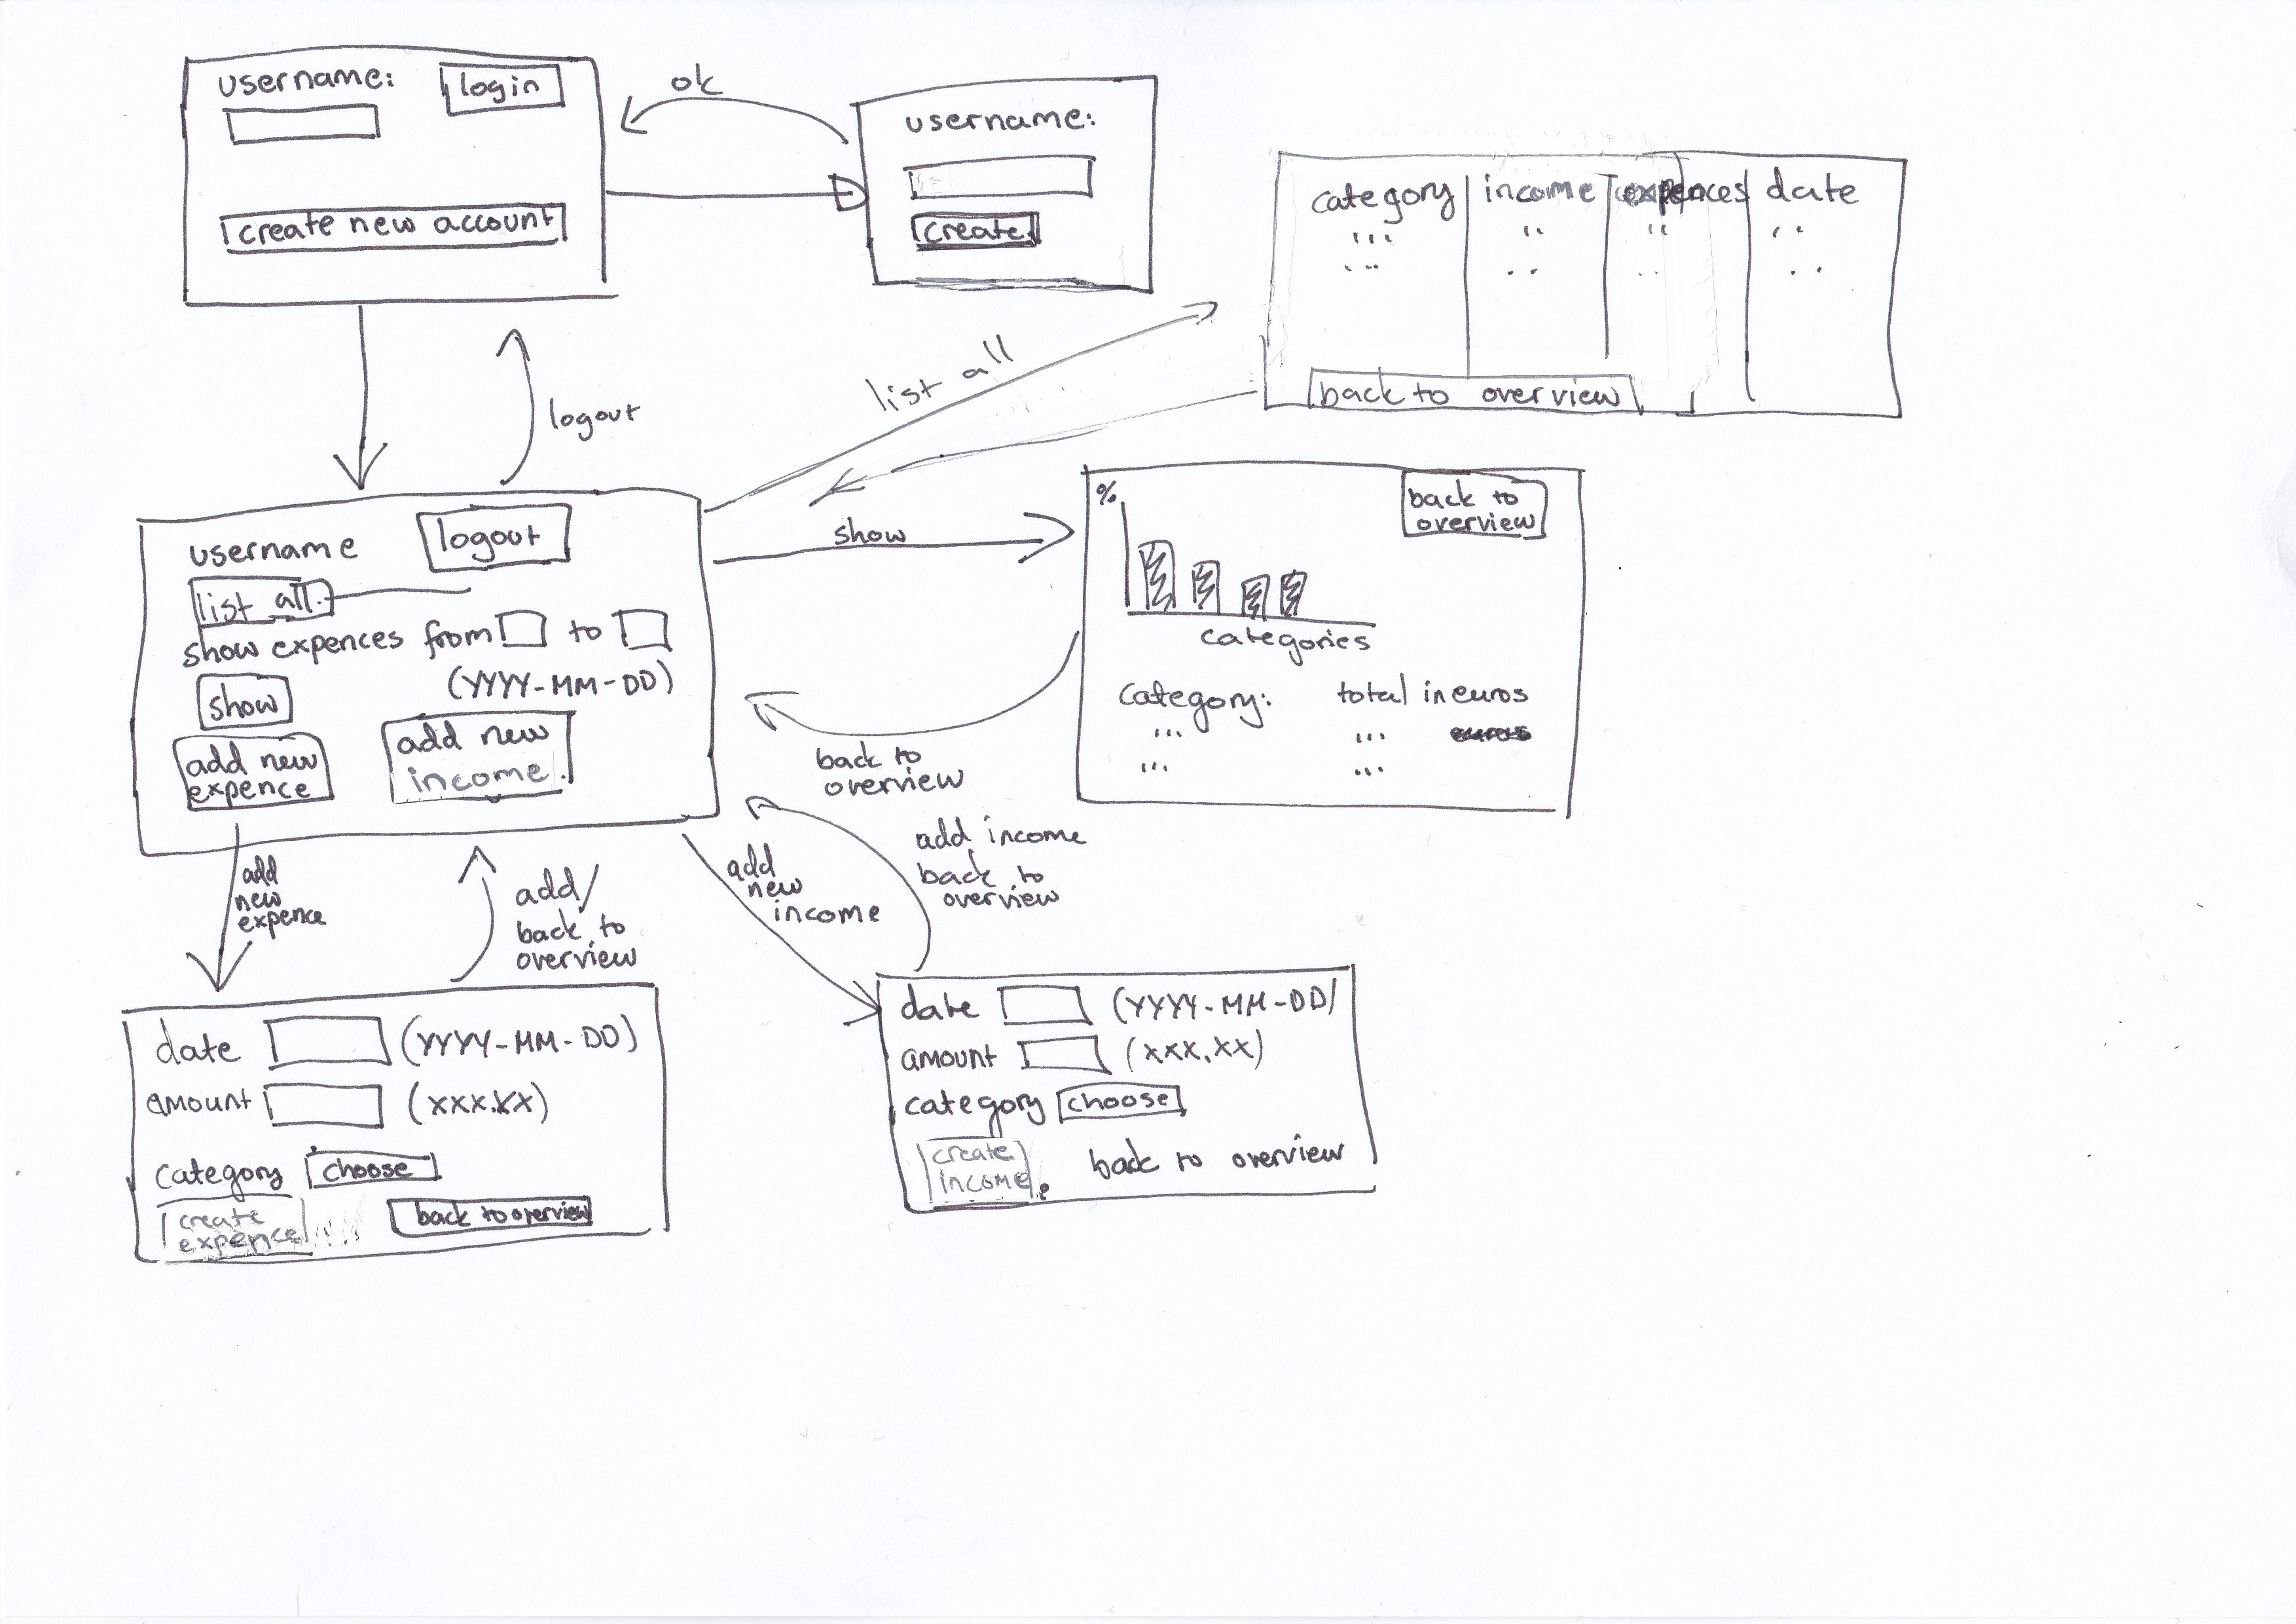 username: login
create new account
ok
username:
create
category income expences date
back to overview
list all
logout
username logout
list all
show expences from to
(YYYY-MM-DD)
show
add new
expence
add new
income
show
back to
overview
%
back to
overview
categories
category: total in euros
add
new
expence
add/
back to
overview
add
new
income
add income
back to
overview
date (YYYY-MM-DD)
amount (xxx.xx)
category choose
create
expence
back to overview
date (YYYY-MM-DD)
amount (xxx.xx)
category choose
create
income
back to overview